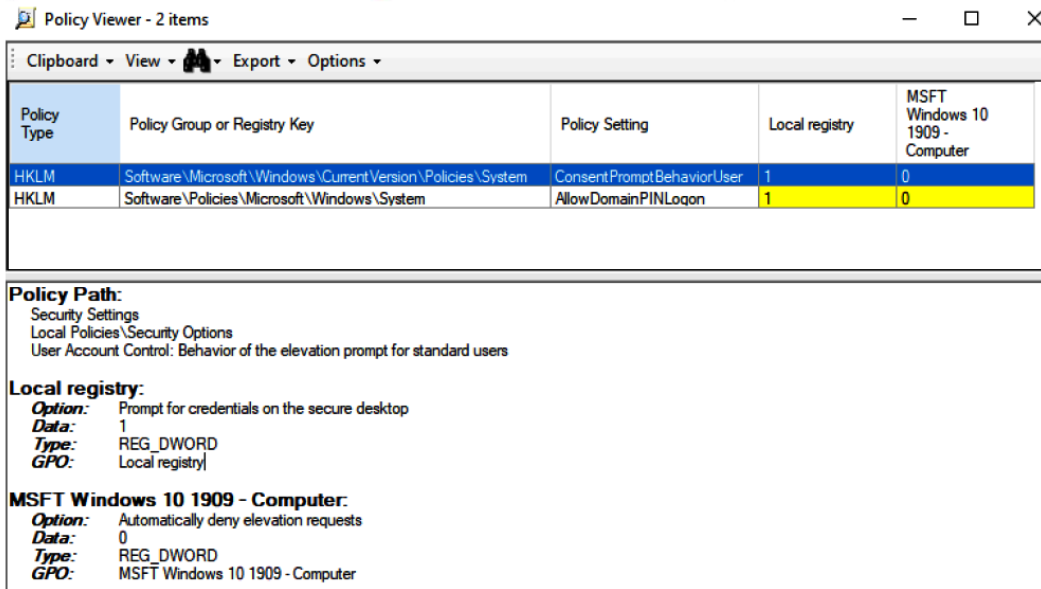 Policy Viewer - 2 items
Clipboard View Export Options
Policy Type Policy Group or Registry Key Policy Setting Local registry MSFT Windows 10 1909 - Computer
HKLM Software\Microsoft\Windows\CurrentVersion\Policies\System ConsentPromptBehaviorUser 1 0
HKLM Software\Policies\Microsoft\Windows\System AllowDomainPINLogon 1 0
Policy Path:
Security Settings
Local Policies\Security Options
User Account Control: Behavior of the elevation prompt for standard users
Local registry:
Option: Prompt for credentials on the secure desktop
Data: 1
Type: REG_DWORD
GPO: Local registry
MSFT Windows 10 1909 - Computer:
Option: Automatically deny elevation requests
Data: 0
Type: REG_DWORD
GPO: MSFT Windows 10 1909 - Computer